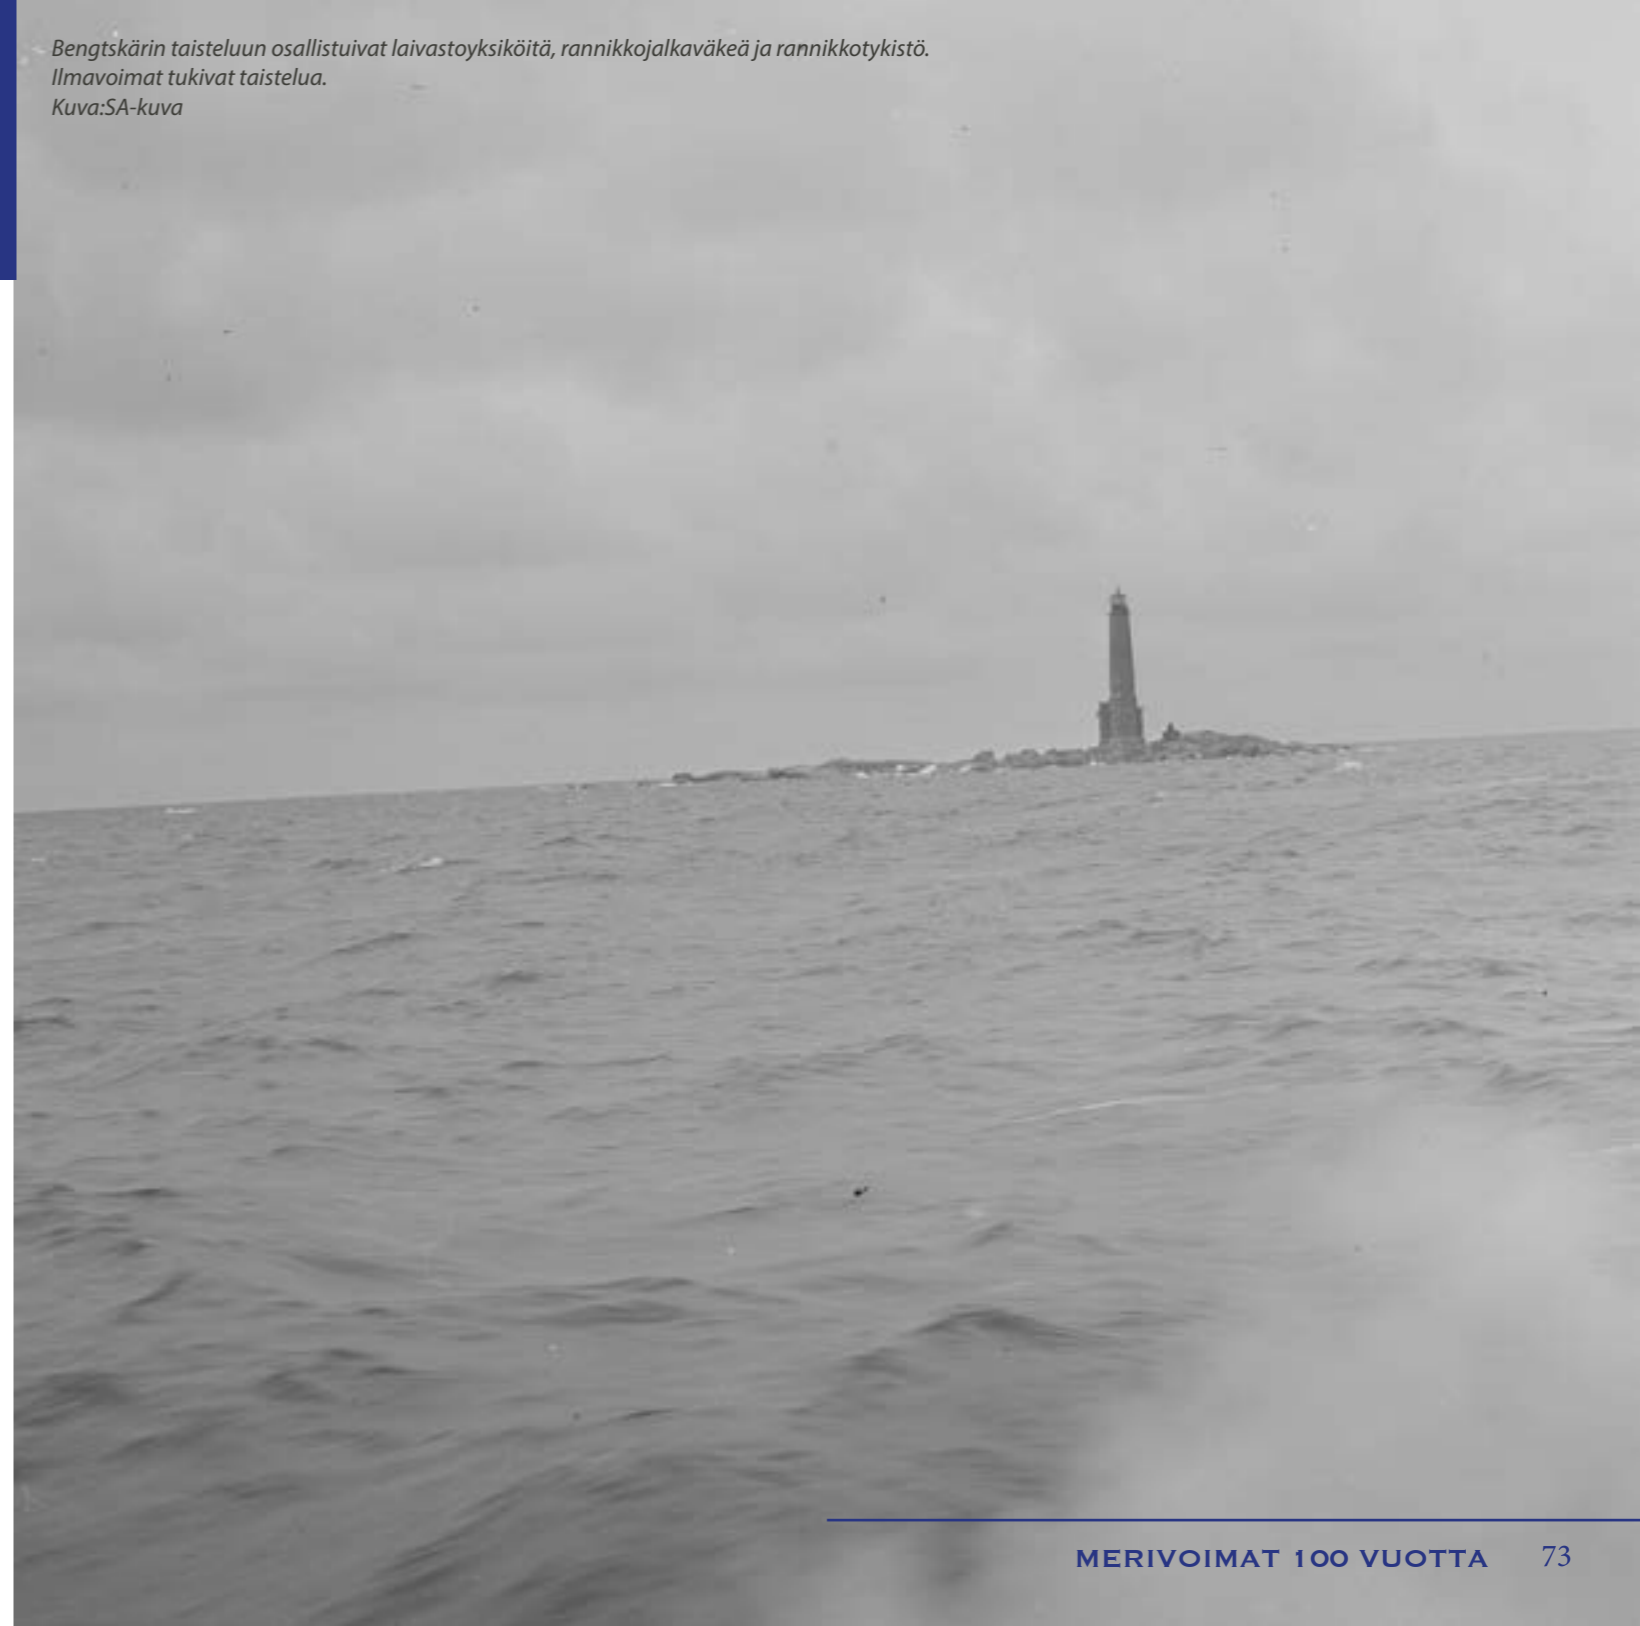 Bengtskärin taisteluun osallistuivat laivastoyksiköitä, rannikkojalkaväkeä ja rannikkotykistö.
Ilmavoimat tukivat taistelua.
Kuva:SA-kuva
MERIVOIMAT 100 VUOTTA 73